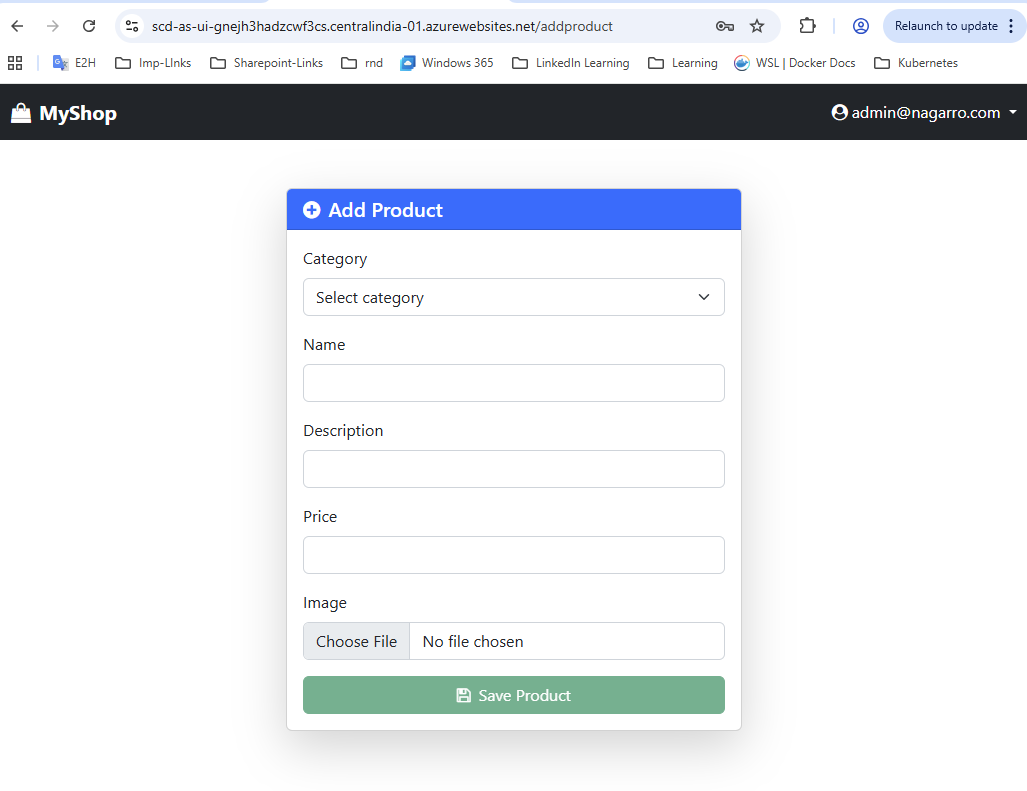 scd-as-ui-gnejh3hadzcwf3cs.centralindia-01.azurewebsites.net/addproduct
Relaunch to update
E2H
Imp-LInks
Sharepoint-Links
rnd
Windows 365
LinkedIn Learning
Learning
WSL | Docker Docs
Kubernetes
MyShop
admin@nagarro.com
Add Product
Category
Select category
Name
Description
Price
Image
Choose File No file chosen
Save Product